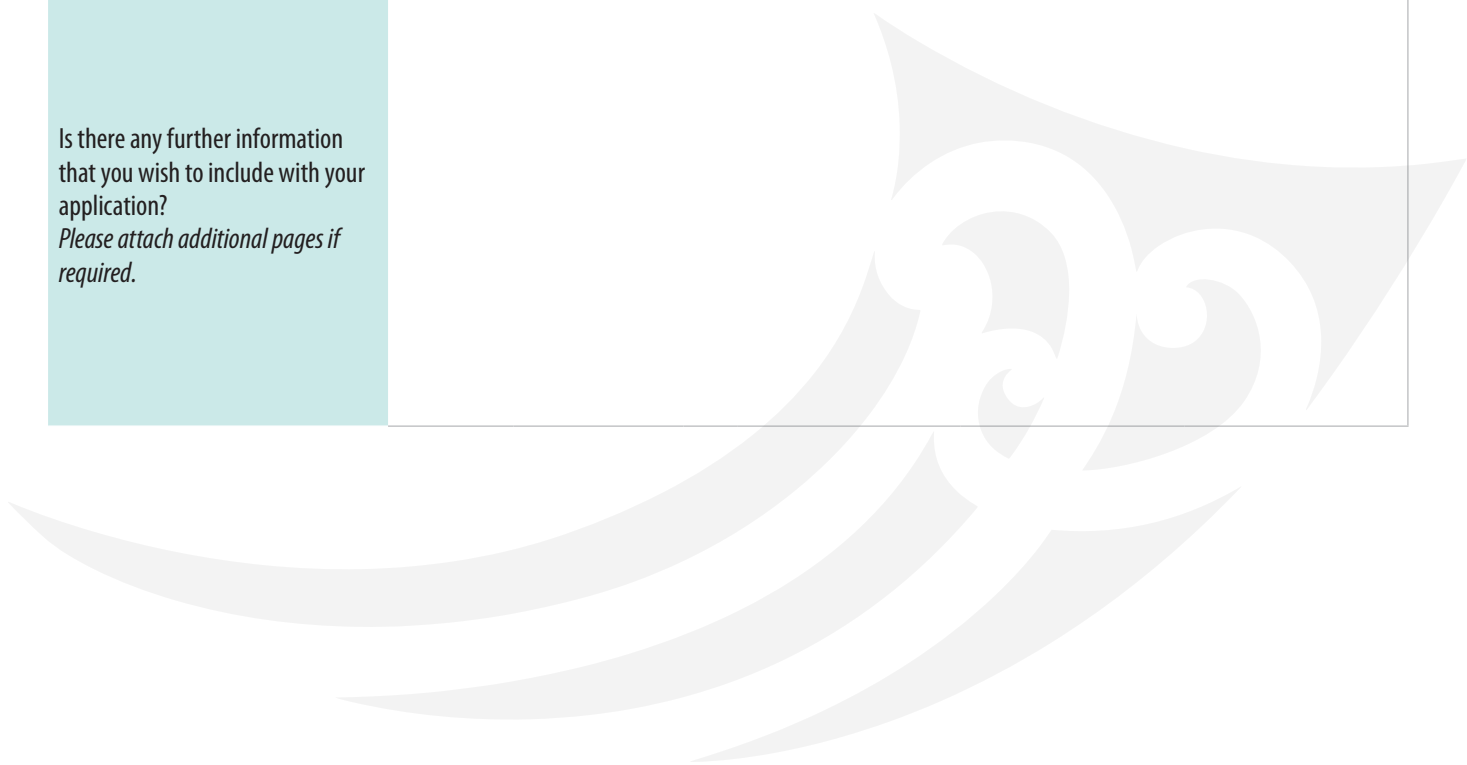 Is there any further information
that you wish to include with your
application?
Please attach additional pages if
required.